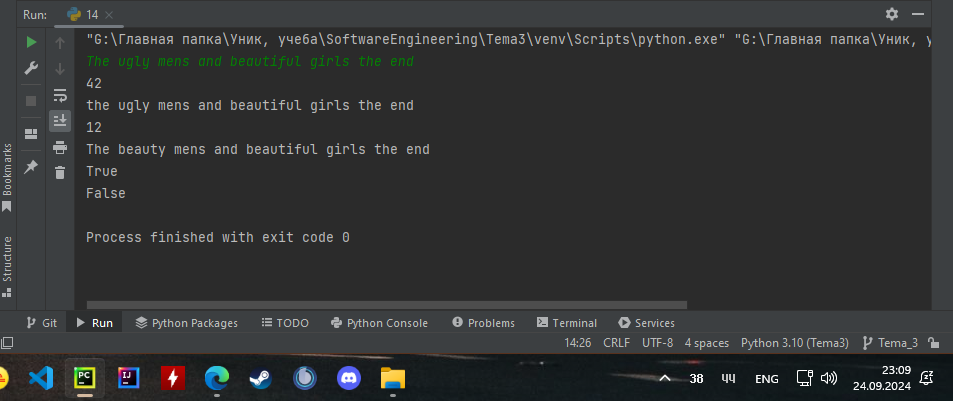 Run: 14
"G:\Главная папка\Уник, учеба\SoftwareEngineering\Tema3\venv\Scripts\python.exe" "G:\Главная папка\Уник, у
The ugly mens and beautiful girls the end
42
the ugly mens and beautiful girls the end
12
The beauty mens and beautiful girls the end
True
False
Process finished with exit code 0
Bookmarks
Structure
Git Run Python Packages TODO Python Console Problems Terminal Services
14:26 CRLF UTF-8 4 spaces Python 3.10 (Tema3) Tema_3
PC IJ 38 ENG 23:09
24.09.2024